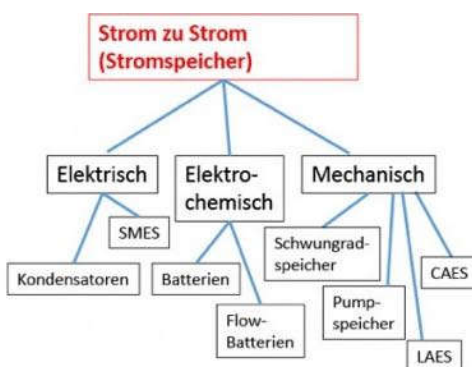 Strom zu Strom
(Stromspeicher)
Elektrisch
Elektro-
chemisch
Mechanisch
SMES
Kondensatoren
Batterien
Flow-
Batterien
Schwungrad-
speicher
Pump-
speicher
CAES
LAES